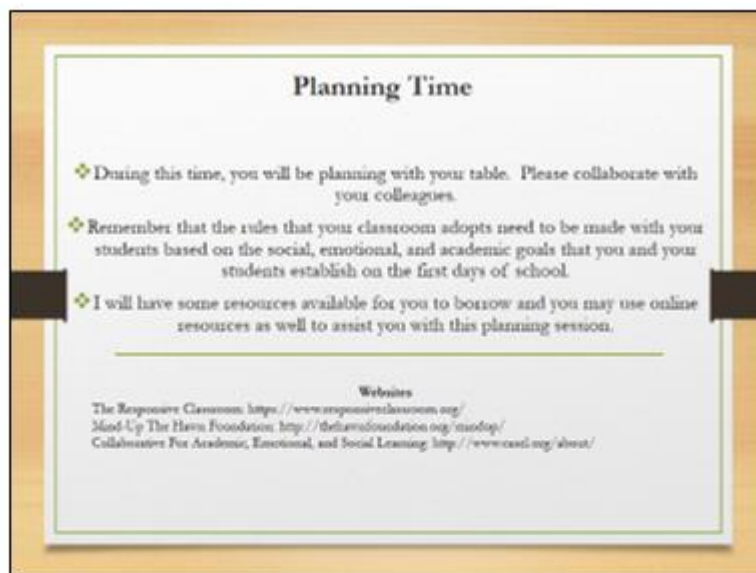 Planning Time
❖During this time, you will be planning with your table. Please collaborate with
your colleagues.
❖Remember that the rules that your classroom adopts need to be made with your
students based on the social, emotional, and academic goals that you and your
students establish on the first days of school.
❖I will have some resources available for you to borrow and you may use online
resources as well to assist you with this planning session.
Websites
The Responsive Classroom: https://www.responsiveclassroom.org/
Mind-Up The Hawn Foundation: http://thehawnfoundation.org/mindup/
Collaborative For Academic, Emotional, and Social Learning: http://www.casel.org/about/